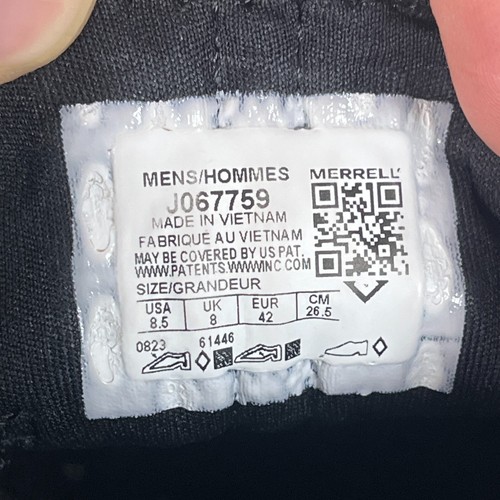 MENS/HOMMES MERRELL
J067759
MADE IN VIETNAM
FABRIQUÉ AU VIETNAM
MAY BE COVERED BY US PAT.
WWW.PATENTS.WWWINC.COM
SIZE/GRANDEUR
USA UK EUR CM
8.5 8 42 26.5
0823 61446